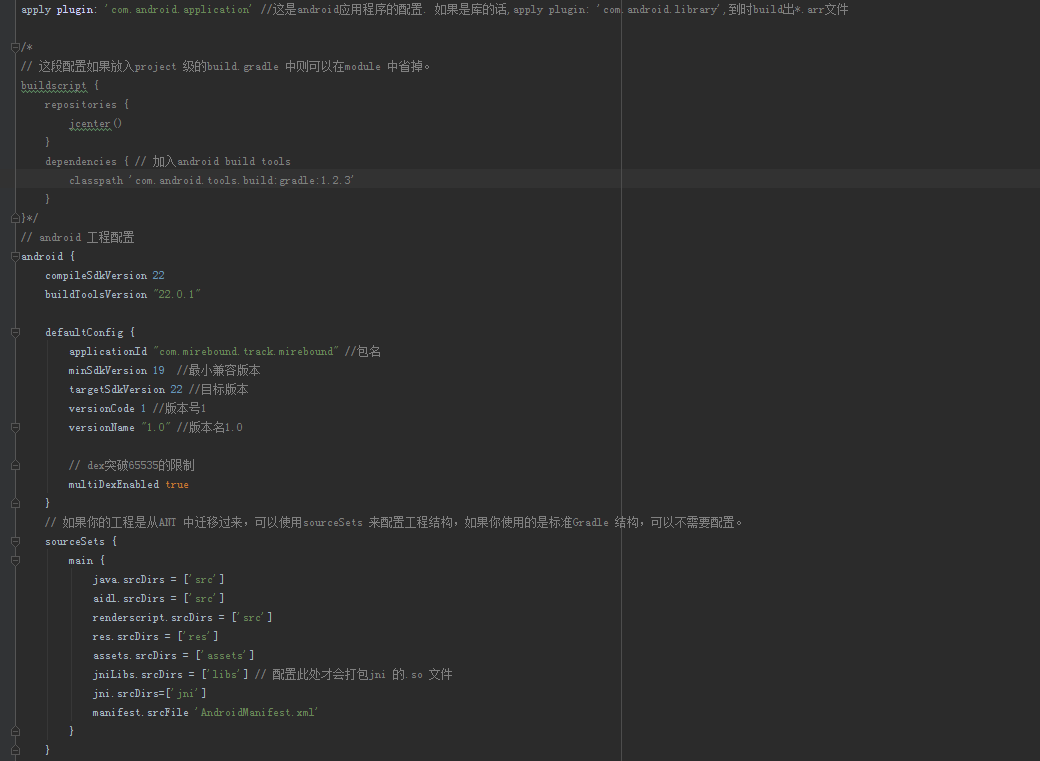 apply plugin: 'com.android.application' //这是android应用程序的配置. 如果是库的话,apply plugin: 'com.android.library',到时build出*.arr文件
/*
// 这段配置如果放入project 级的build.gradle 中则可以在module 中省掉。
buildscript {
repositories {
jcenter()
}
dependencies { // 加入android build tools
classpath 'com.android.tools.build:gradle:1.2.3'
}
}*/
// android 工程配置
android {
compileSdkVersion 22
buildToolsVersion "22.0.1"
defaultConfig {
applicationId "com.mirebound.track.mirebound" //包名
minSdkVersion 19 //最小兼容版本
targetSdkVersion 22 //目标版本
versionCode 1 //版本号1
versionName "1.0" //版本名1.0
// dex突破65535的限制
multiDexEnabled true
}
// 如果你的工程是从ANT 中迁移过来，可以使用sourceSets 来配置工程结构，如果你使用的是标准Gradle 结构，可以不需要配置。
sourceSets {
main {
java.srcDirs = ['src']
aidl.srcDirs = ['src']
renderscript.srcDirs = ['src']
res.srcDirs = ['res']
assets.srcDirs = ['assets']
jniLibs.srcDirs = ['libs'] // 配置此处才会打包jni 的.so 文件
jni.srcDirs=['jni']
manifest.srcFile 'AndroidManifest.xml'
}
}